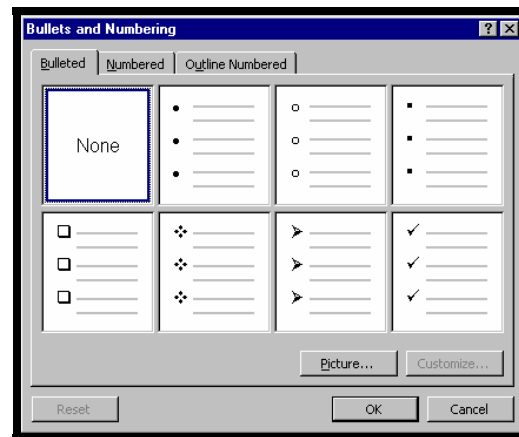 Bullets and Numbering
Bulleted Numbered Outline Numbered
None
Picture... Customize...
Reset OK Cancel